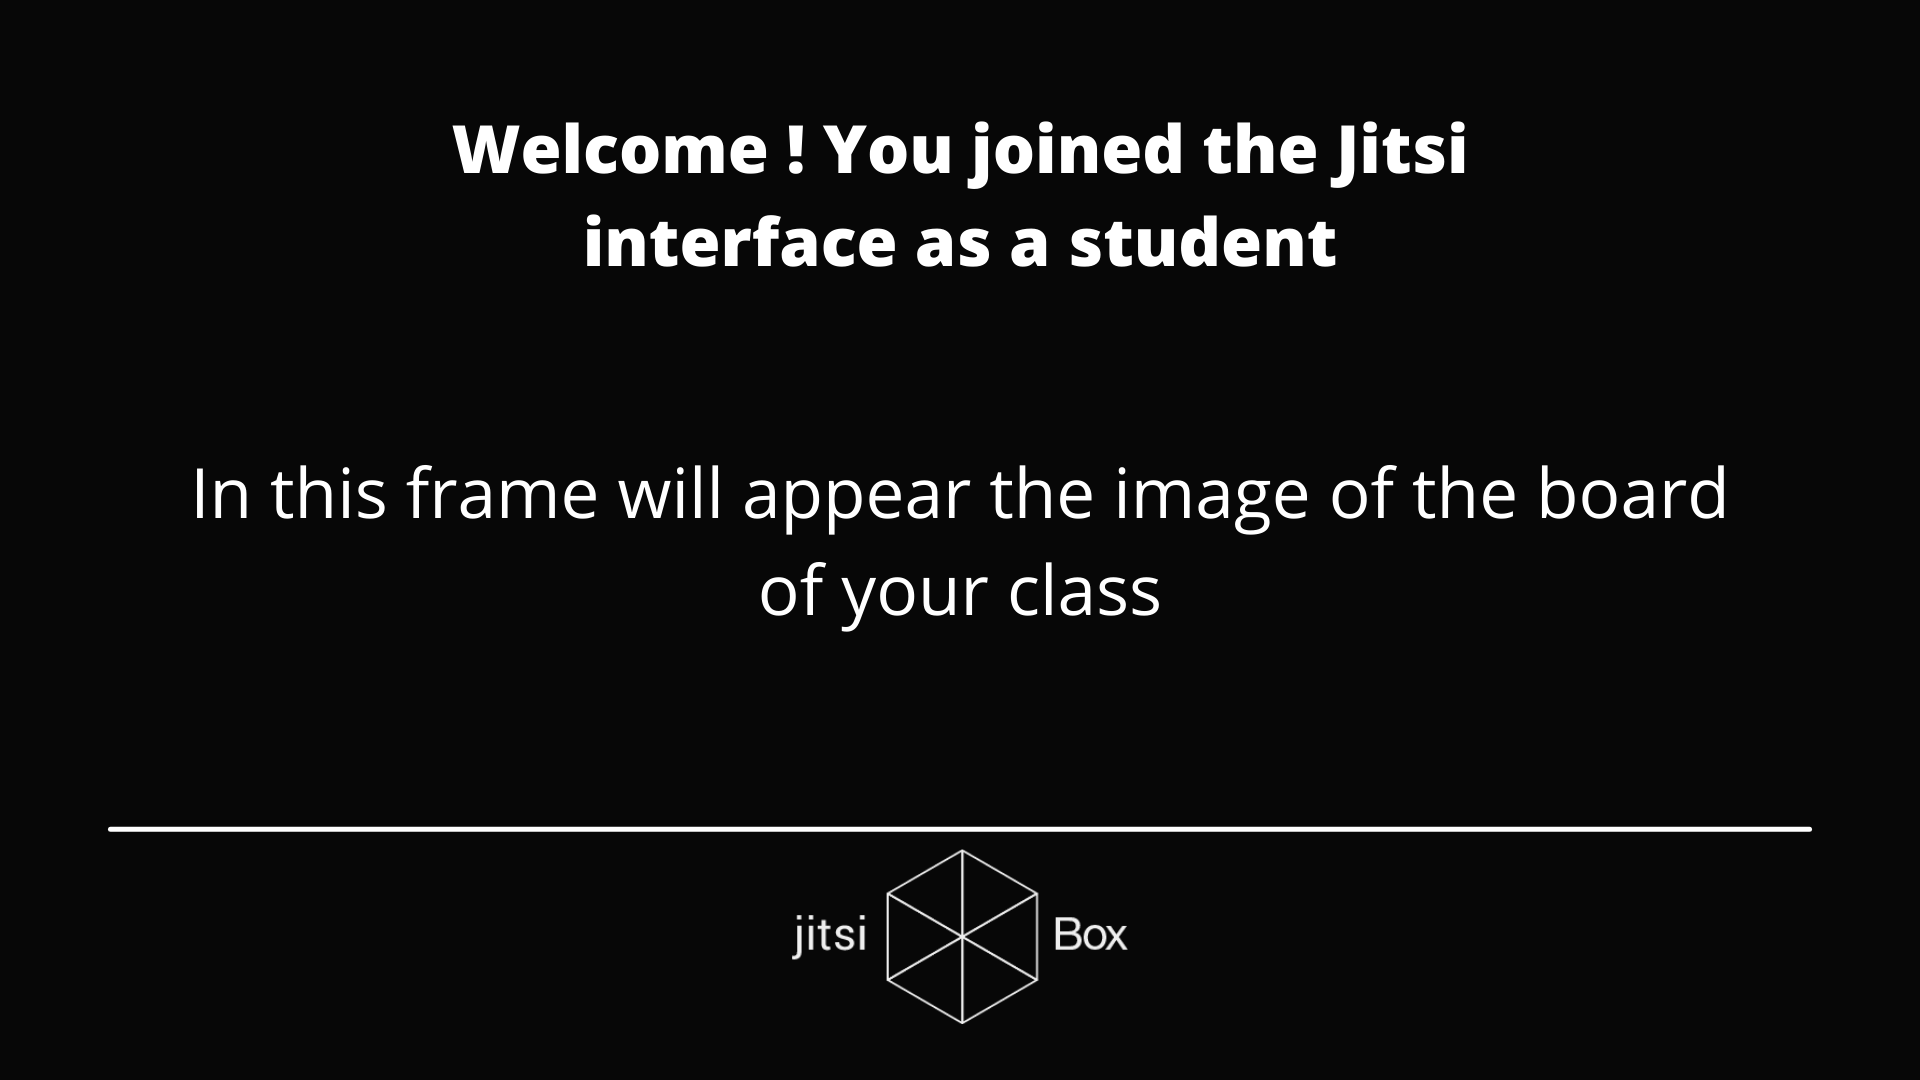 Welcome ! You joined the Jitsi
interface as a student
In this frame will appear the image of the board
of your class
jitsi Box